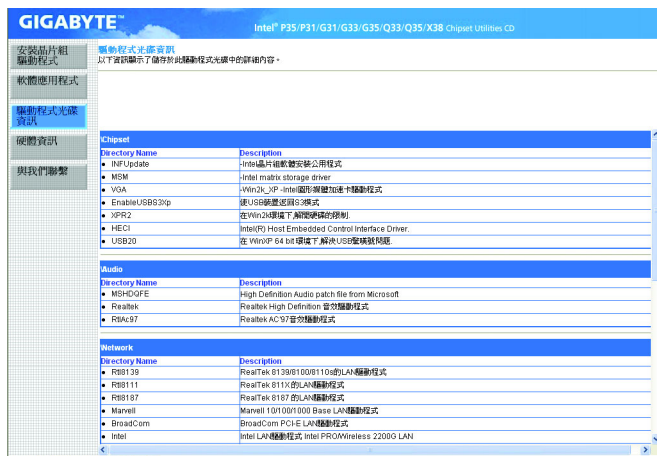 GIGABYTE™
Intel® P35/P31/G31/G33/G35/Q33/Q35/X38 Chipset Utilities CD
安裝晶片組
驅動程式
軟體應用程式
驅動程式光碟
資訊
硬體資訊
與我們聯繫
驅動程式光碟資訊
以下資訊顯示了儲存於此驅動程式光碟中的詳細內容。
\Chipset
Directory Name Description
• INFUpdate -Intel晶片組軟體安裝公用程式
• MSM -Intel matrix storage driver
• VGA -Win2k_XP -Intel圖形媒體加速卡驅動程式
• EnableUSBS3Xp 使USB裝置返回S3模式
• XPR2 在Win2k環境下,解開硬碟的限制.
• HECI Intel(R) Host Embedded Control Interface Driver.
• USB20 在 WinXP 64 bit 環境下,解決USB驚嘆號問題.
\Audio
Directory Name Description
• MSHDQFE High Definition Audio patch file from Microsoft
• Realtek Realtek High Definition 音效驅動程式
• RtlAc97 Realtek AC'97音效驅動程式
\Network
Directory Name Description
• Rtl8139 RealTek 8139/8100/8110s的LAN驅動程式
• Rtl8111 RealTek 811X 的LAN驅動程式
• Rtl8187 RealTek 8187 的LAN驅動程式
• Marvell Marvell 10/100/1000 Base LAN驅動程式
• BroadCom BroadCom PCI-E LAN驅動程式
• Intel Intel LAN驅動程式 Intel PRO/Wireless 2200G LAN